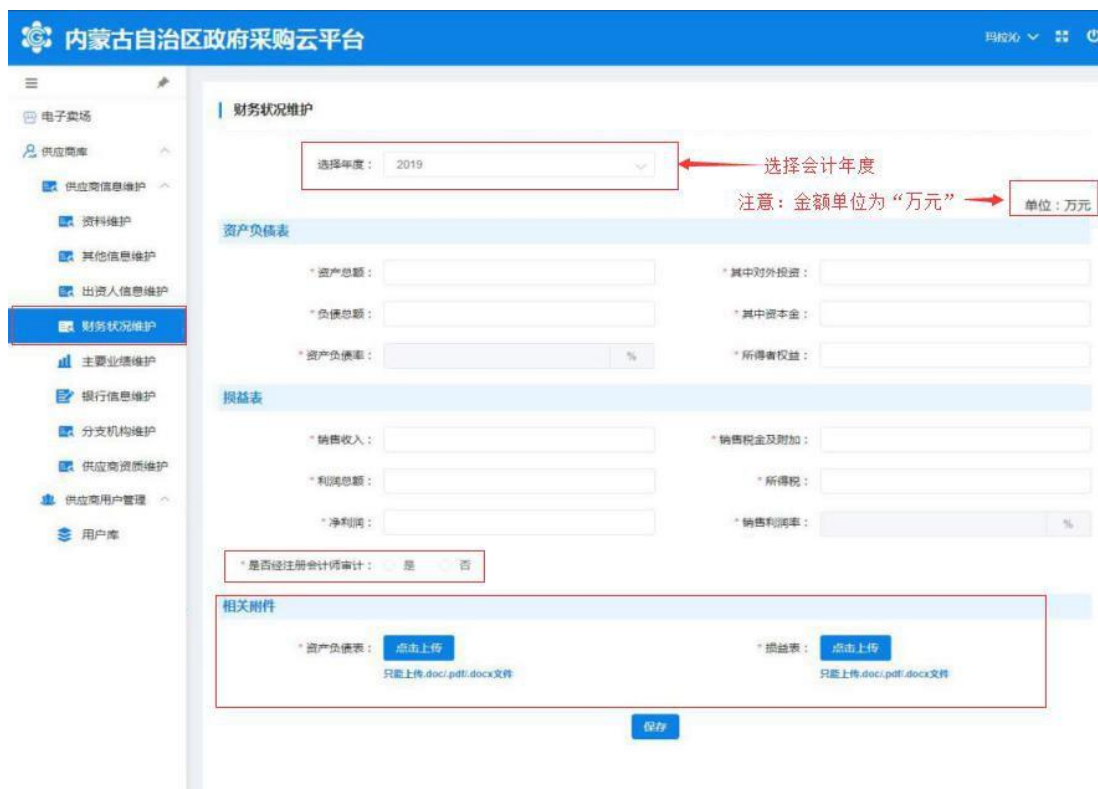 内蒙古自治区政府采购云平台
玛拉沁
电子卖场
供应商库
供应商信息维护
资料维护
其他信息维护
出资人信息维护
财务状况维护
主要业绩维护
银行信息维护
分支机构维护
供应商资质维护
供应商用户管理
用户库
财务状况维护
选择年度： 2019
选择会计年度
注意：金额单位为“万元”
单位：万元
资产负债表
*资产总额：
*其中对外投资：
*负债总额：
*其中资本金：
*资产负债率： %
*所得者权益：
损益表
*销售收入：
*销售税金及附加：
*利润总额：
*所得税：
*净利润：
*销售利润率： %
*是否经注册会计师审计： 是 否
相关附件
*资产负债表： 点击上传
只能上传.doc/.pdf/.docx文件
*损益表： 点击上传
只能上传.doc/.pdf/.docx文件
保存